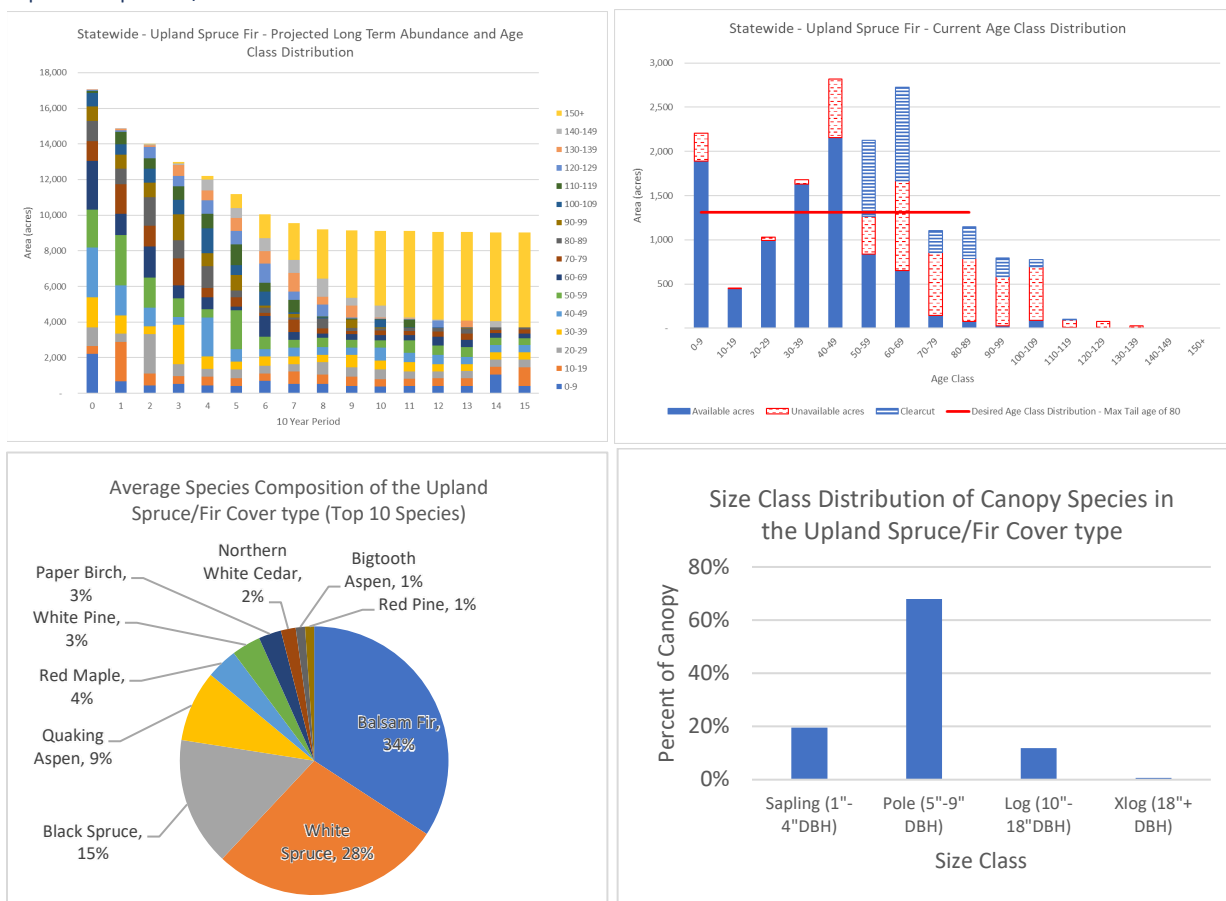 Statewide - Upland Spruce Fir - Projected Long Term Abundance and Age
Class Distribution
Area (acres)
18,000
16,000
14,000
12,000
10,000
8,000
6,000
4,000
2,000
-
0 1 2 3 4 5 6 7 8 9 10 11 12 13 14 15
10 Year Period
150+
140-149
130-139
120-129
110-119
100-109
90-99
80-89
70-79
60-69
50-59
40-49
30-39
20-29
10-19
0-9
Statewide - Upland Spruce Fir - Current Age Class Distribution
Area (acres)
3,000
2,500
2,000
1,500
1,000
500
-
0-9 10-19 20-29 30-39 40-49 50-59 60-69 70-79 80-89 90-99 100-109 110-119 120-129 130-139 140-149 150+
Age Class
Available acres Unavailable acres Clearcut Desired Age Class Distribution - Max Tail age of 80
Average Species Composition of the Upland
Spruce/Fir Cover type (Top 10 Species)
Northern
White Cedar,
2%
Bigtooth
Aspen, 1%
Red Pine, 1%
Paper Birch,
3%
White Pine,
3%
Red Maple,
4%
Quaking
Aspen, 9%
Black Spruce,
15%
White
Spruce, 28%
Balsam Fir,
34%
Size Class Distribution of Canopy Species in
the Upland Spruce/Fir Cover type
Percent of Canopy
80%
60%
40%
20%
0%
Sapling (1"-
4"DBH)
Pole (5"-9"
DBH)
Log (10"-
18"DBH)
Xlog (18"+
DBH)
Size Class